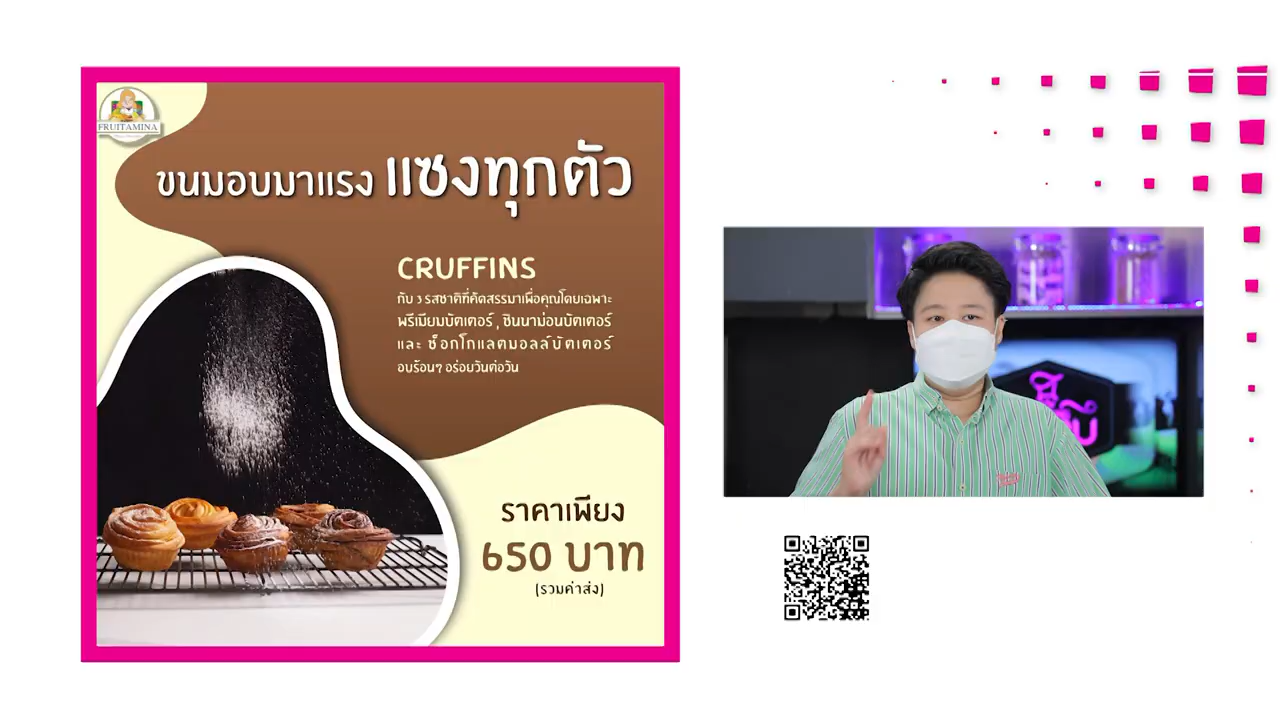 FRUITAMINA
ขนมอบมาแรง แซงทุกตัว
CRUFFINS
กับ 3 รสชาติที่คัดสรรมาเพื่อคุณโดยเฉพาะ
พรีเมียมบัตเตอร์ , ซินนาม่อนบัตเตอร์
และ ช็อกโกแลตมอลล์บัตเตอร์
อบร้อนๆ อร่อยวันต่อวัน
ราคาเพียง
650 บาท
(รวมค่าส่ง)